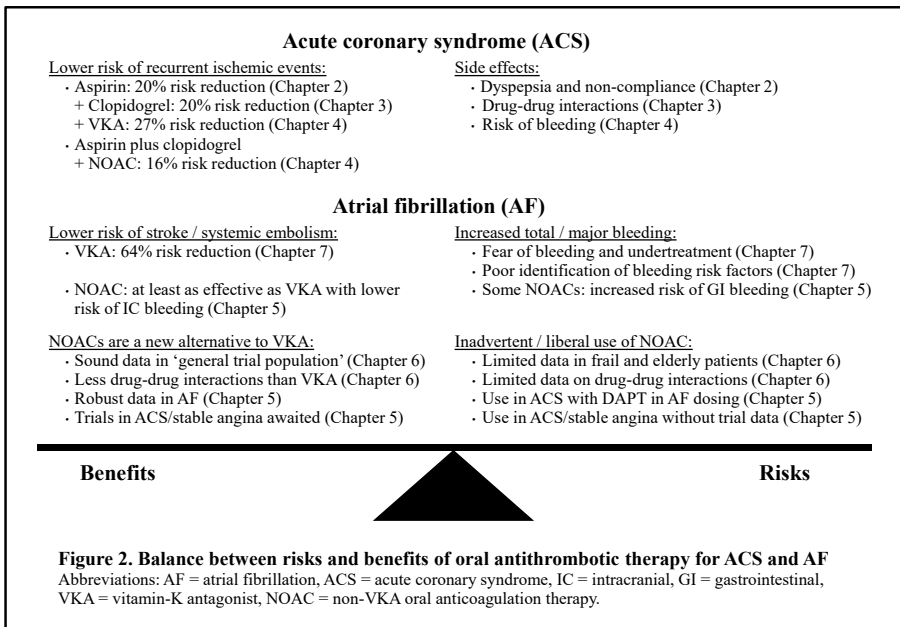 Acute coronary syndrome (ACS)
Lower risk of recurrent ischemic events:
· Aspirin: 20% risk reduction (Chapter 2)
+ Clopidogrel: 20% risk reduction (Chapter 3)
+ VKA: 27% risk reduction (Chapter 4)
· Aspirin plus clopidogrel
+ NOAC: 16% risk reduction (Chapter 4)
Side effects:
· Dyspepsia and non-compliance (Chapter 2)
· Drug-drug interactions (Chapter 3)
· Risk of bleeding (Chapter 4)
Atrial fibrillation (AF)
Lower risk of stroke / systemic embolism:
· VKA: 64% risk reduction (Chapter 7)
· NOAC: at least as effective as VKA with lower
risk of IC bleeding (Chapter 5)
Increased total / major bleeding:
· Fear of bleeding and undertreatment (Chapter 7)
· Poor identification of bleeding risk factors (Chapter 7)
· Some NOACs: increased risk of GI bleeding (Chapter 5)
NOACs are a new alternative to VKA:
· Sound data in ‘general trial population’ (Chapter 6)
· Less drug-drug interactions than VKA (Chapter 6)
· Robust data in AF (Chapter 5)
· Trials in ACS/stable angina awaited (Chapter 5)
Inadvertent / liberal use of NOAC:
· Limited data in frail and elderly patients (Chapter 6)
· Limited data on drug-drug interactions (Chapter 6)
· Use in ACS with DAPT in AF dosing (Chapter 5)
· Use in ACS/stable angina without trial data (Chapter 5)
Benefits
Risks
Figure 2. Balance between risks and benefits of oral antithrombotic therapy for ACS and AF
Abbreviations: AF = atrial fibrillation, ACS = acute coronary syndrome, IC = intracranial, GI = gastrointestinal,
VKA = vitamin-K antagonist, NOAC = non-VKA oral anticoagulation therapy.